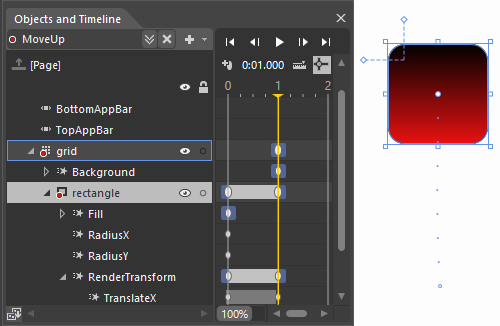 Objects and Timeline
MoveUp
[Page]
0:01.000
0 1 2
BottomAppBar
TopAppBar
grid
Background
rectangle
Fill
RadiusX
RadiusY
RenderTransform
TranslateX
100%